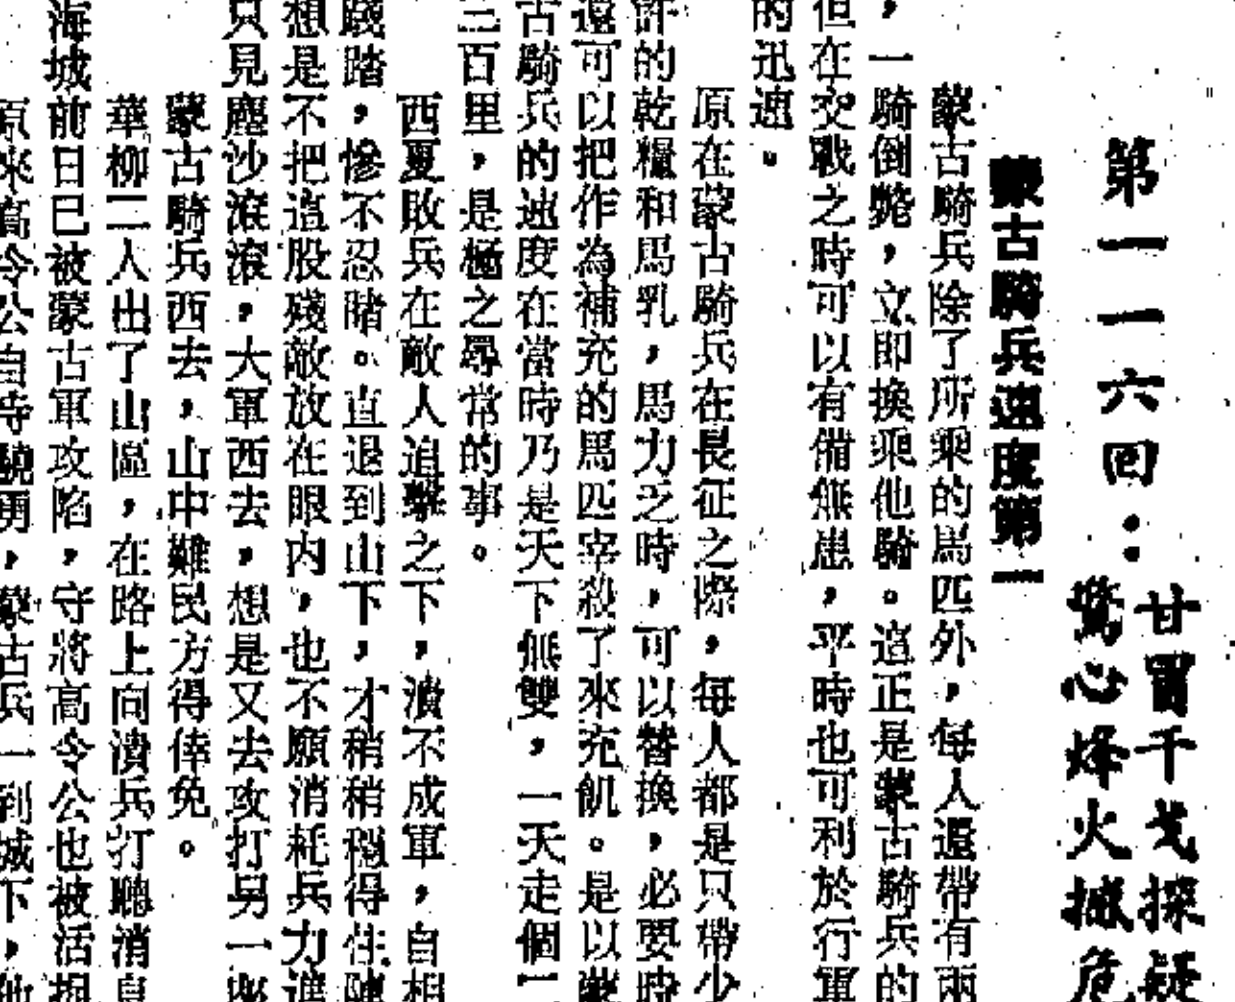 第一一六回：
甘冒千戈探疑
驚心烽火撼危
蒙古騎兵速度第一
蒙古騎兵除了所乘的馬匹外，每人還帶有兩
，一騎倒斃，立即換乘他騎。這正是蒙古騎兵的
但在交戰之時可以有備無患，平時也可利於行軍
的迅速。
原在蒙古騎兵在長征之際，每人都是只帶少
許的乾糧和馬乳，馬力乏時，可以替換，必要時
還可以把作為補充的馬匹宰殺了來充飢。是以蒙
古騎兵的速度在當時乃是天下無雙，一天走個二
三百里，是極之尋常的事。
西夏敗兵在敵人追擊之下，潰不成軍，自相
踐踏，慘不忍睹。直退到山下，才稍稍穩得住陣
想是不把這股殘敵放在眼內，也不願消耗兵力進
只見塵沙滾滾，大軍西去，想是又去攻打另一座
蒙古騎兵西去，山中難民方得倖免。
華柳二人出了山區，在路上向潰兵打聽消息
海城前日已被蒙古軍攻陷，守將高令公也被活捉
原來高令公自恃驍勇，蒙古兵一到城下，他